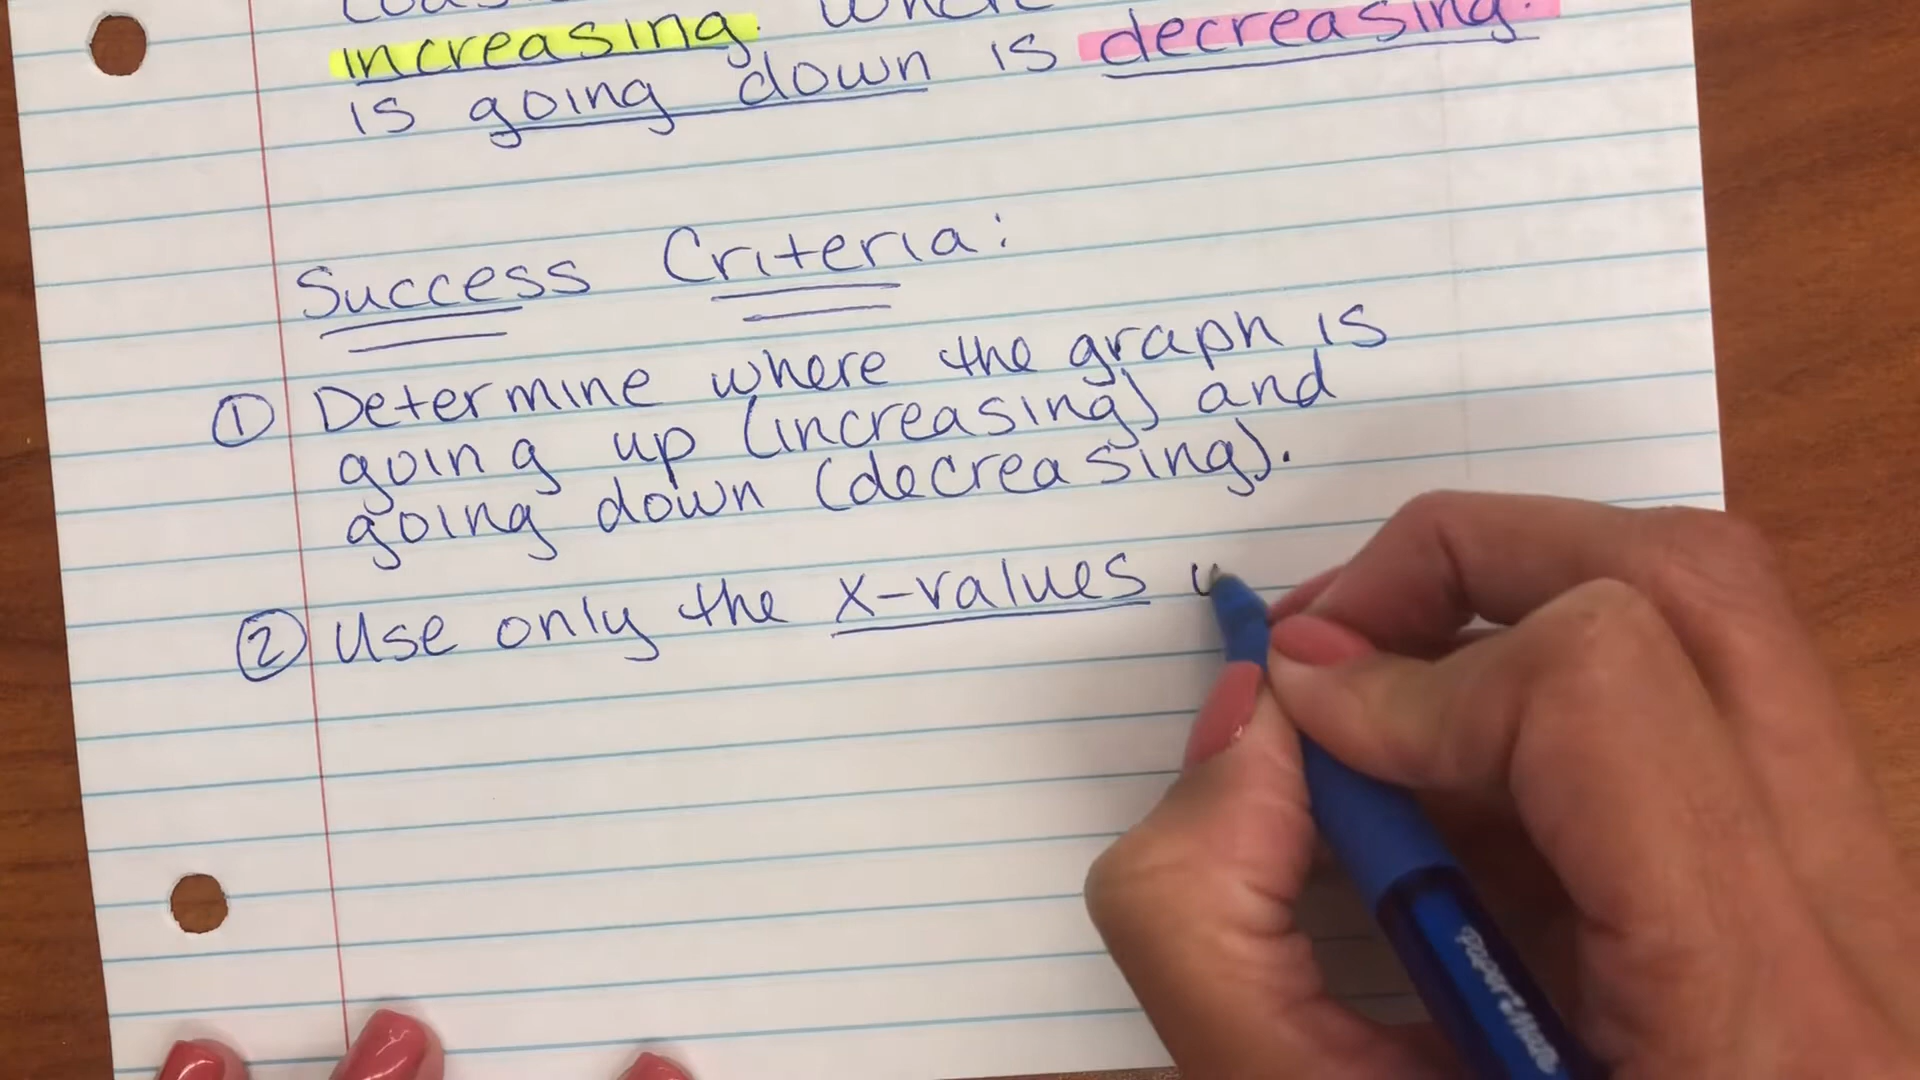 increasing.
is going down is decreasing.
Success Criteria:
① Determine where the graph is
going up (increasing) and
going down (decreasing).
② Use only the x-values
PaperMate